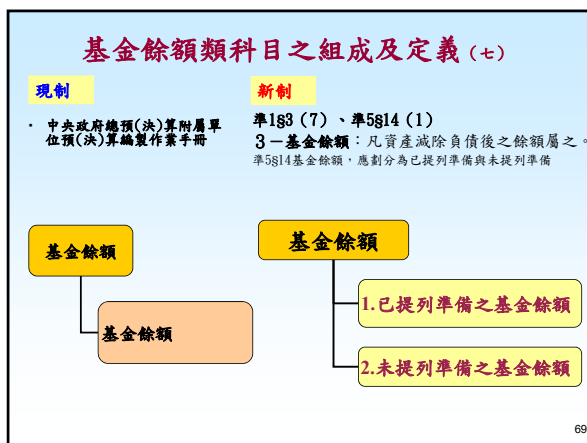 基金餘額類科目之組成及定義(七)
現制
• 中央政府總預(決)算附屬單
位預(決)算編製作業手冊
新制
準1§3(7)、準5§14(1)
3－基金餘額：凡資產減除負債後之餘額屬之。
準5§14基金餘額，應劃分為已提列準備與未提列準備
基金餘額
基金餘額
基金餘額
1.已提列準備之基金餘額
2.未提列準備之基金餘額
69